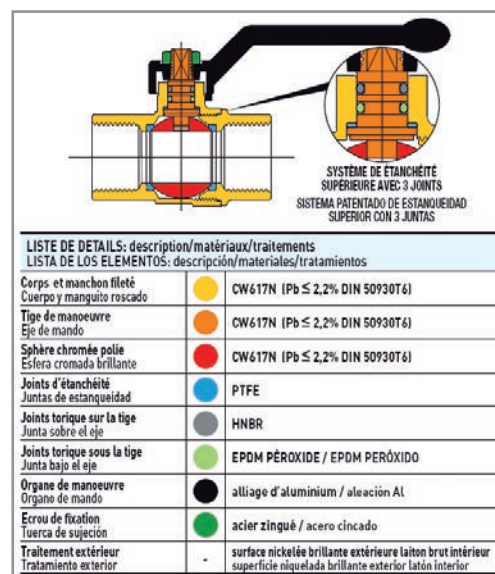 SYSTÈME DE ÉTANCHÉITÉ
SUPÉRIEURE AVEC 3 JOINTS
SISTEMA PATENTADO DE ESTANQUEIDAD
SUPERIOR CON 3 JUNTAS
LISTE DE DETAILS: description/matériaux/traitements
LISTA DE LOS ELEMENTOS: descripción/materiales/tratamientos
Corps et manchon fileté
Cuerpo y manguito roscado
CW617N (Pb ≤ 2,2% DIN 50930T6)
Tige de manoeuvre
Eje de mando
CW617N (Pb ≤ 2,2% DIN 50930T6)
Sphère chromée polie
Esfera cromada brillante
CW617N (Pb ≤ 2,2% DIN 50930T6)
Joints d'étanchéité
Juntas de estanqueidad
PTFE
Joints torique sur la tige
Junta sobre el eje
HNBR
Joints torique sous la tige
Junta bajo el eje
EPDM PÉROXIDE / EPDM PERÓXIDO
Organe de manoeuvre
Organo de mando
alliage d'aluminium / aleación Al
Ecrou de fixation
Tuerca de sujeción
acier zingué / acero cincado
Traitement extérieur
Tratamiento exterior
-
surface nickelée brillante extérieure laiton brut intérieur
superficie niquelada brillante exterior latón interior